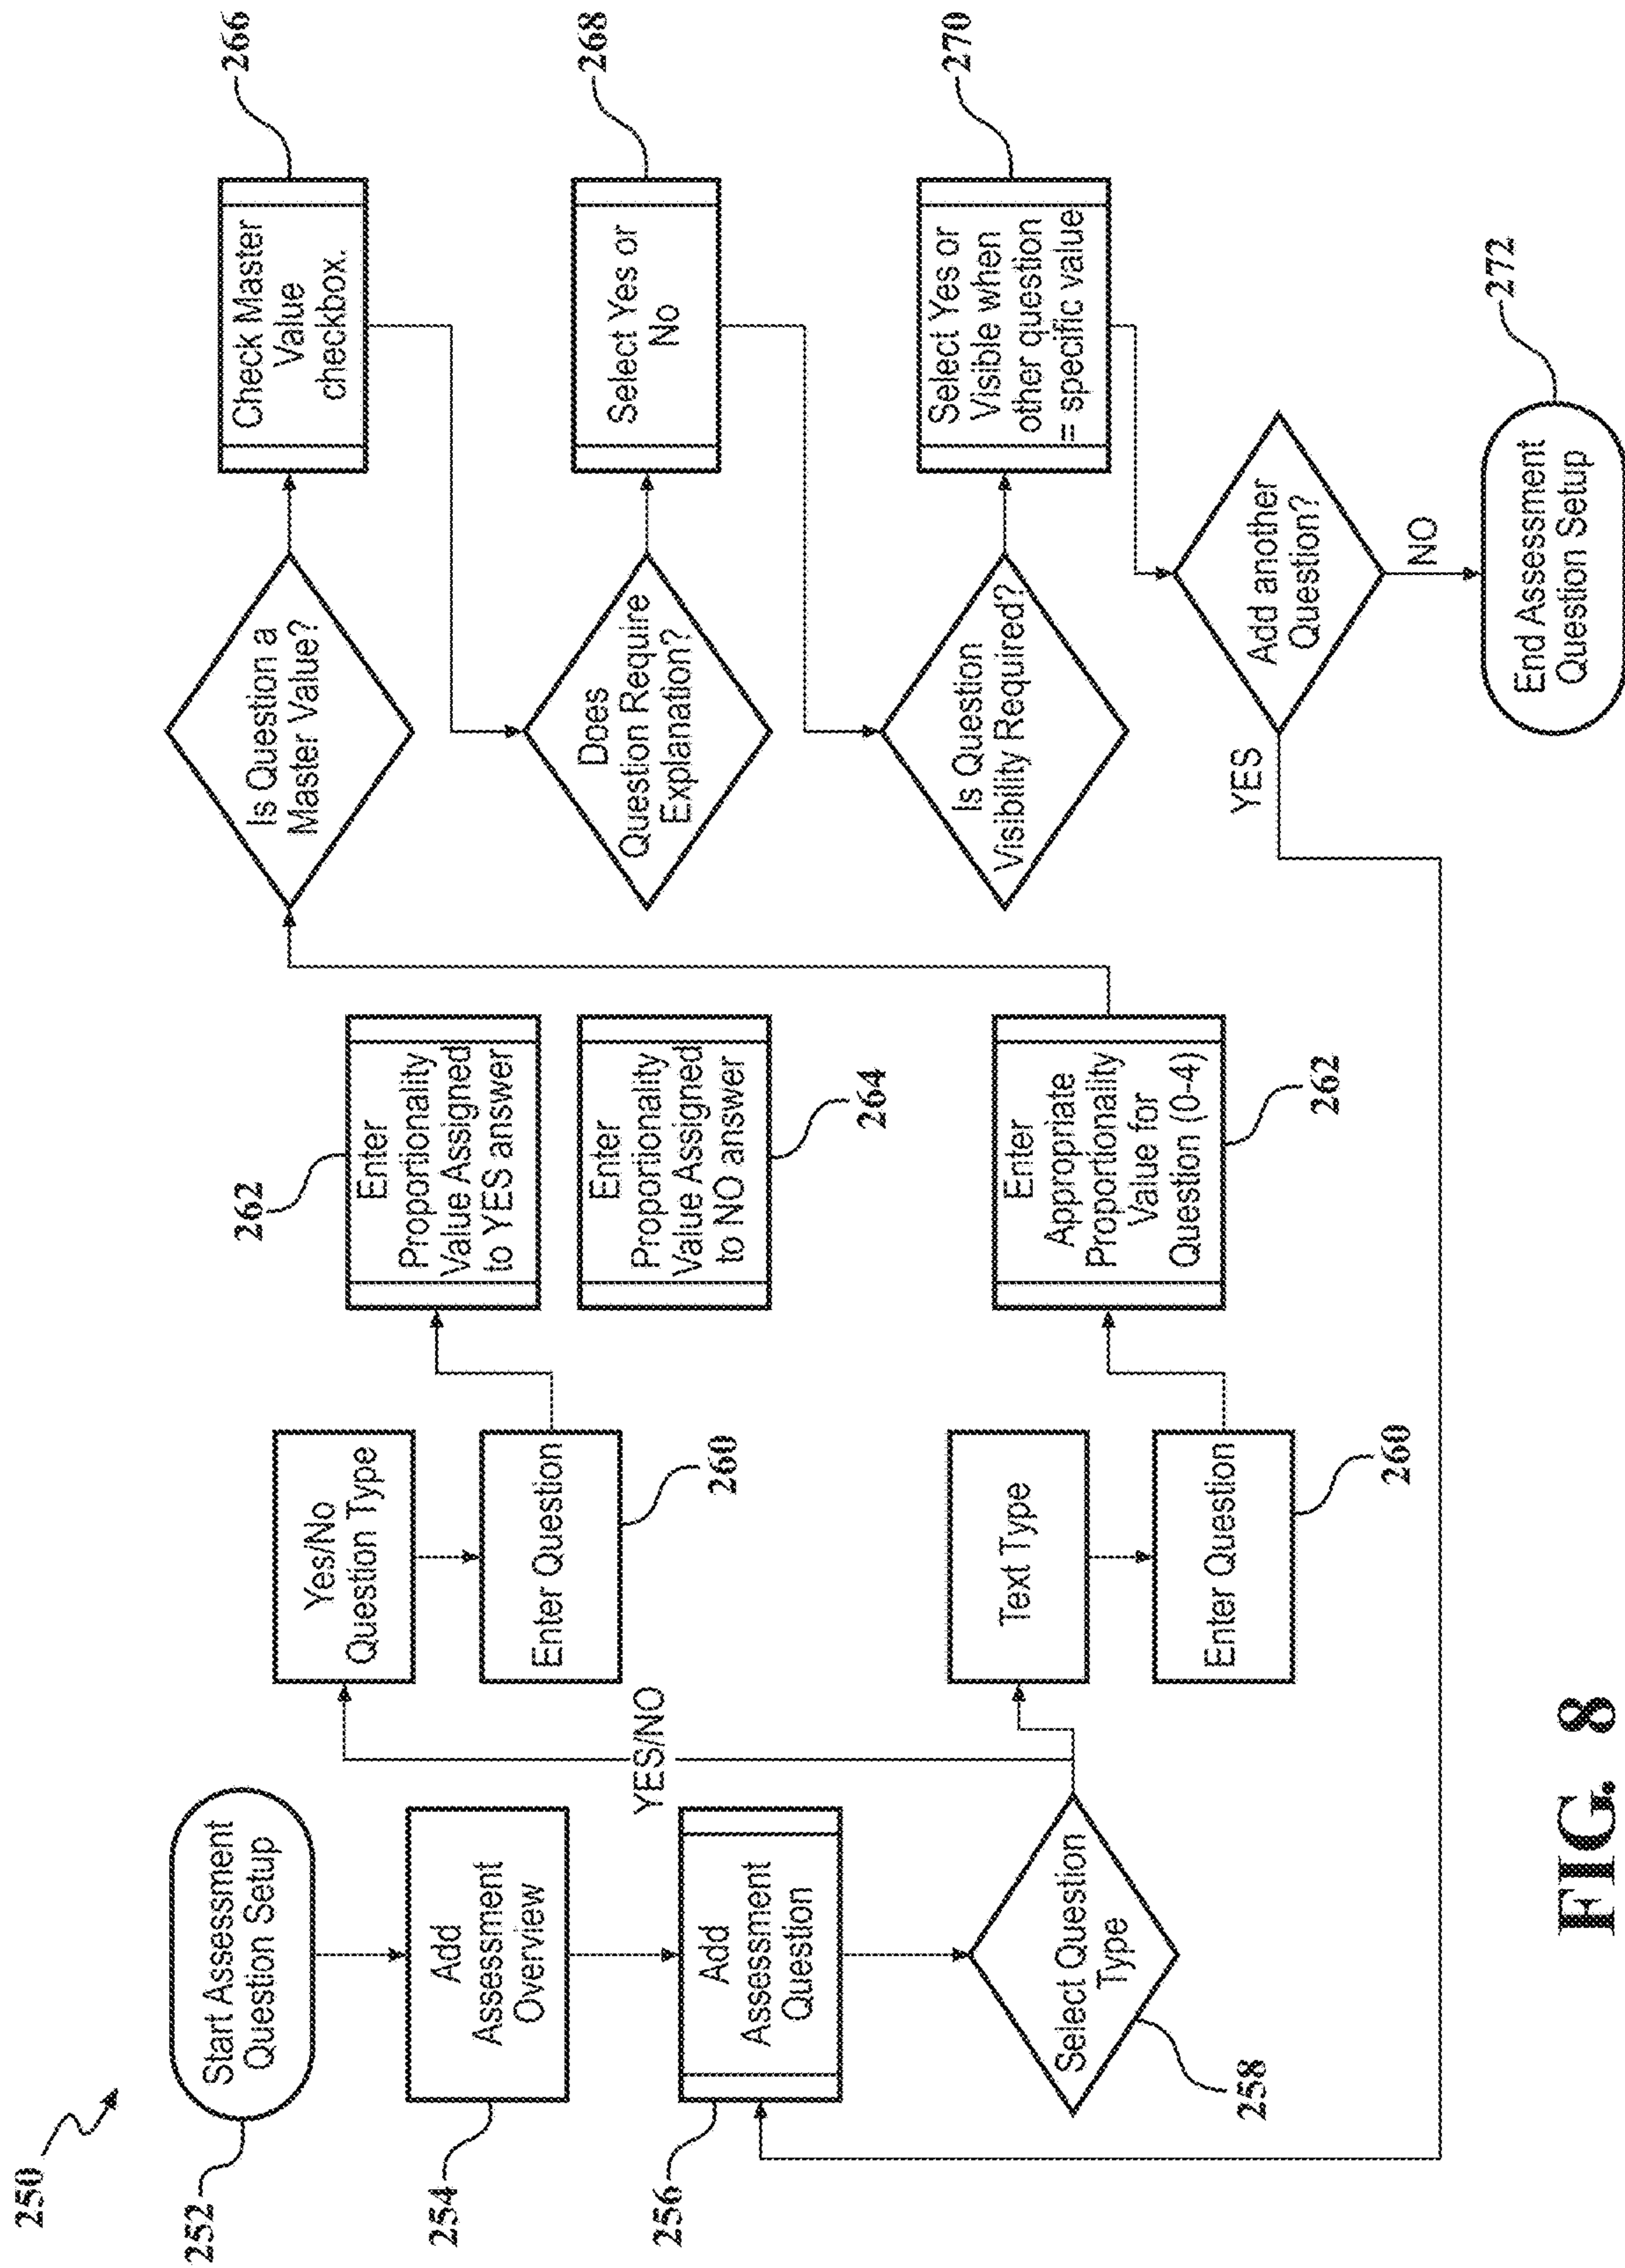 250
Start Assessment
Question Setup
252
Add
Assessment
Overview
254
Add
Assessment
Question
256
Select Question
Type
258
YES/NO
Yes/No
Question Type
Enter Question
260
Text Type
Enter Question
260
262
Enter
Proportionality
Value Assigned
to YES answer
Enter
Proportionality
Value Assigned
to NO answer
264
Enter
Appropriate
Proportionality
Value for
Question (0-4)
262
Is Question a
Master Value?
Check Master
Value
checkbox.
266
Does
Question Require
Explanation?
Select Yes or
No
268
Is Question
Visibility Required?
Select Yes or
Visible when
other question
= specific value
270
Add another
Question?
YES
NO
End Assessment
Question Setup
272
FIG. 8